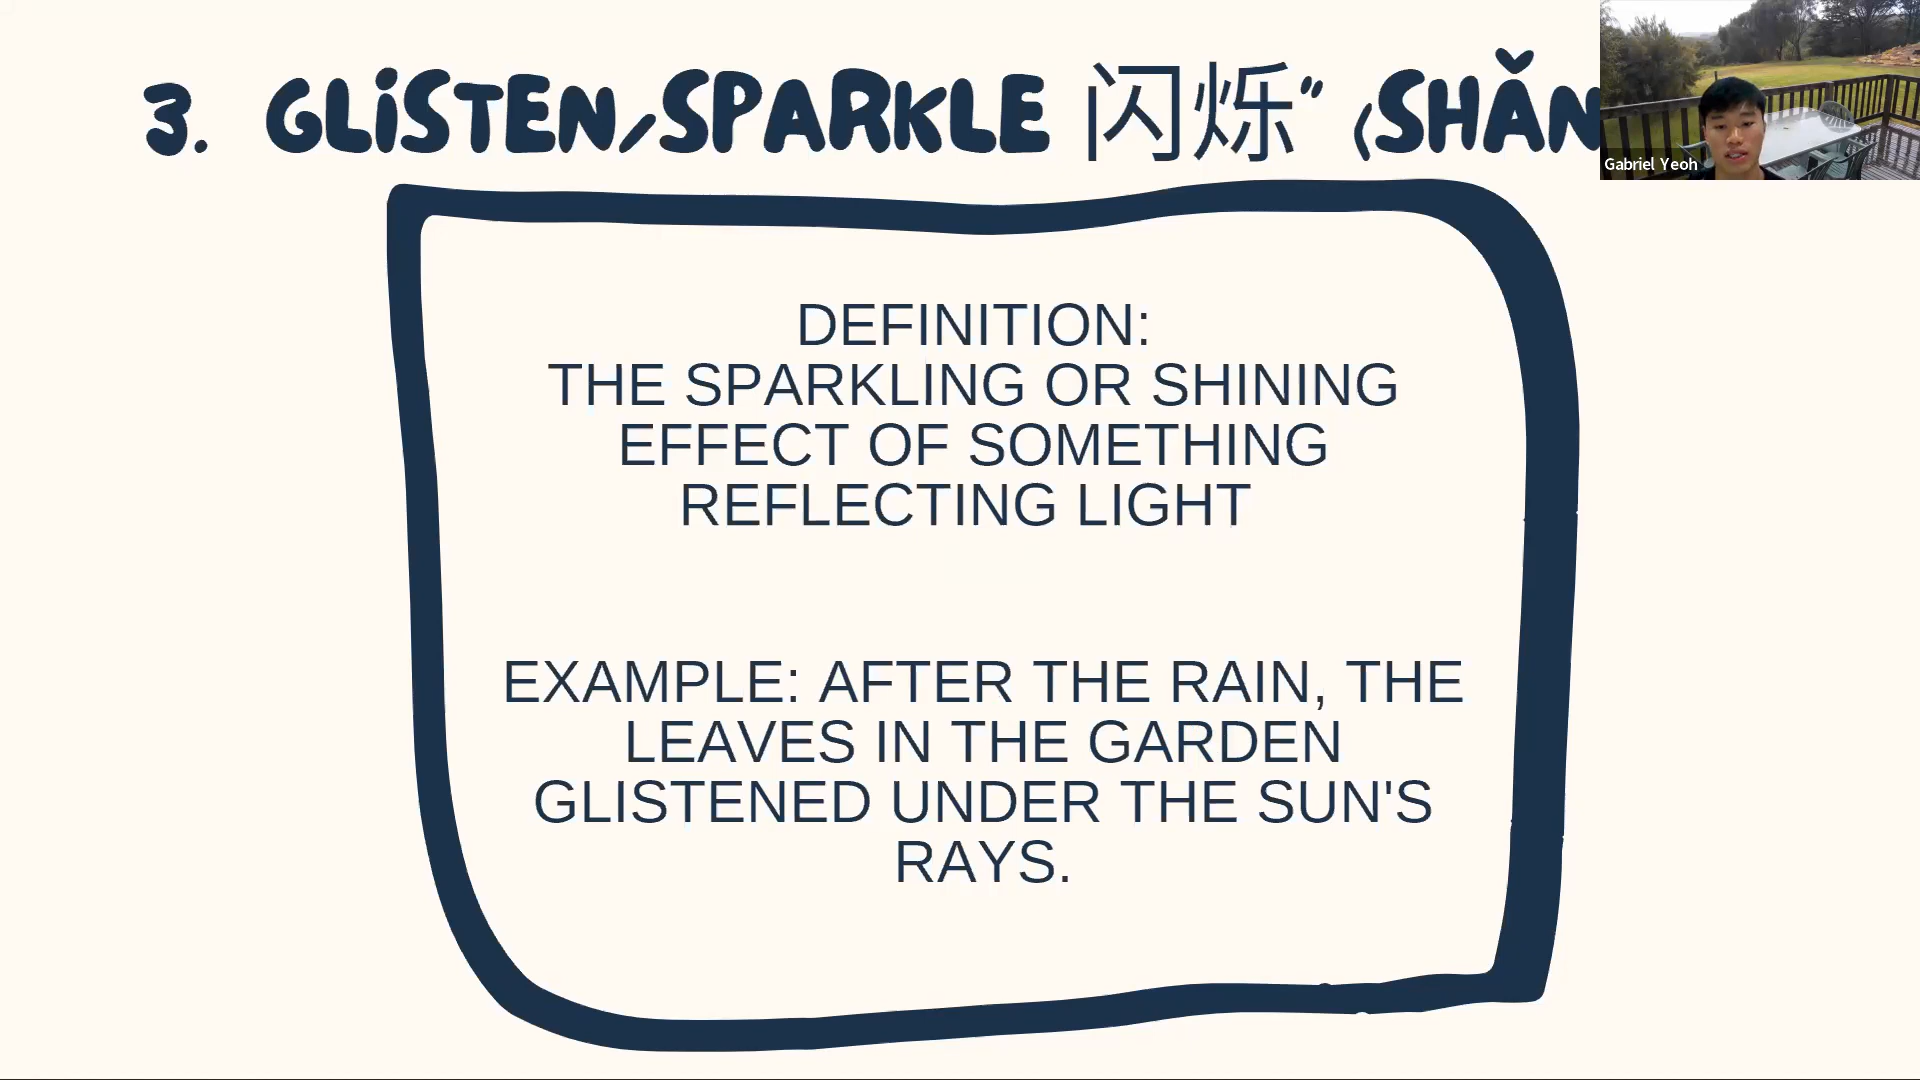 3. GLISTEN/SPARKLE 闪烁” (SHǍN
Gabriel Yeoh
DEFINITION:
THE SPARKLING OR SHINING
EFFECT OF SOMETHING
REFLECTING LIGHT
EXAMPLE: AFTER THE RAIN, THE
LEAVES IN THE GARDEN
GLISTENED UNDER THE SUN'S
RAYS.